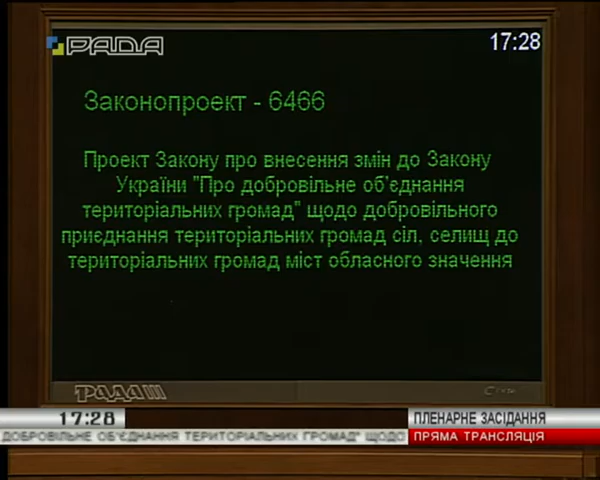 РАДА
17:28
Законопроект - 6466
Проект Закону про внесення змін до Закону
України "Про добровільне об'єднання
територіальних громад" щодо добровільного
приєднання територіальних громад сіл, селищ до
територіальних громад міст обласного значення
РАДА III
17:28
ПЛЕНАРНЕ ЗАСІДАННЯ
ДОБРОВІЛЬНЕ ОБ'ЄДНАННЯ ТЕРИТОРІАЛЬНИХ ГРОМАД" ЩОДО
ПРЯМА ТРАНСЛЯЦІЯ